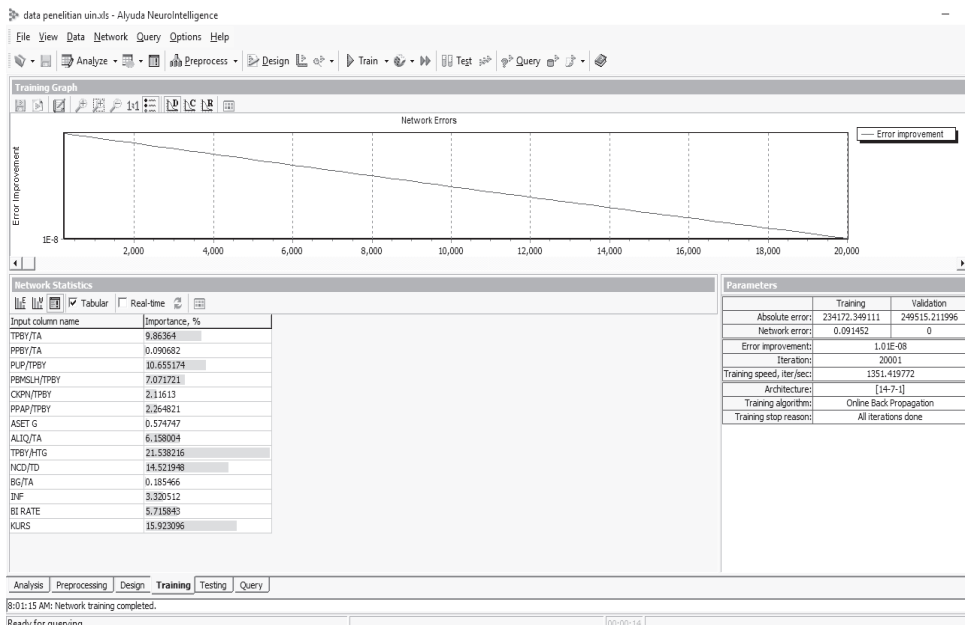 data penelitian uin.xls - Alyuda NeuroIntelligence
File View Data Network Query Options Help
Analyze Preprocess Design Train Test Query
Training Graph
1:1 D C R
Network Errors
Error improvement
Error Improvement
1E-8
2,000 4,000 6,000 8,000 10,000 12,000 14,000 16,000 18,000 20,000
Network Statistics
Tabular Real-time
Input column name Importance, %
TPBY/TA 9.86364
PPBY/TA 0.090682
PUP/TPBY 10.655174
PBMSLH/TPBY 7.071721
CKPN/TPBY 2.11613
PPAP/TPBY 2.264821
ASET G 0.574747
ALIQ/TA 6.158004
TPBY/HTG 21.538216
NCD/TD 14.521948
BG/TA 0.185466
INF 3.320512
BI RATE 5.715843
KURS 15.923096
Parameters
Training Validation
Absolute error: 234172.349111 249515.211996
Network error: 0.091452 0
Error improvement: 1.01E-08
Iteration: 20001
Training speed, iter/sec: 1351.419772
Architecture: [14-7-1]
Training algorithm: Online Back Propagation
Training stop reason: All iterations done
Analysis Preprocessing Design Training Testing Query
8:01:15 AM: Network training completed.
Ready for querying 00:00:14